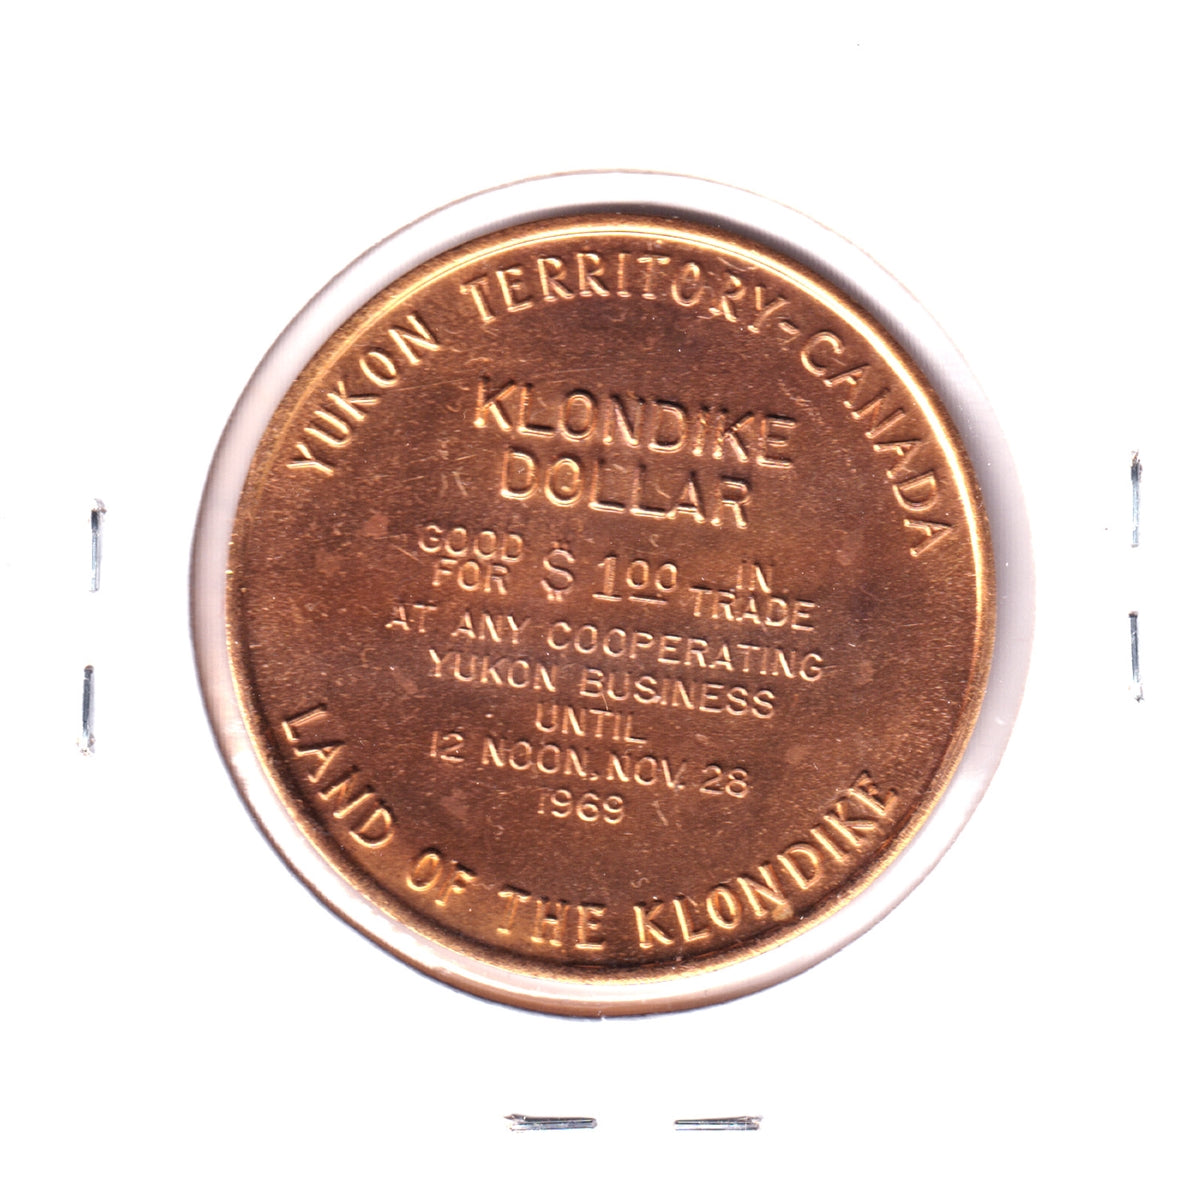 YUKON TERRITORY-CANADA
KLONDIKE
DOLLAR
GOOD FOR $1.00 IN TRADE
AT ANY COOPERATING
YUKON BUSINESS
UNTIL
12 NOON, NOV. 28
1969
LAND OF THE KLONDIKE